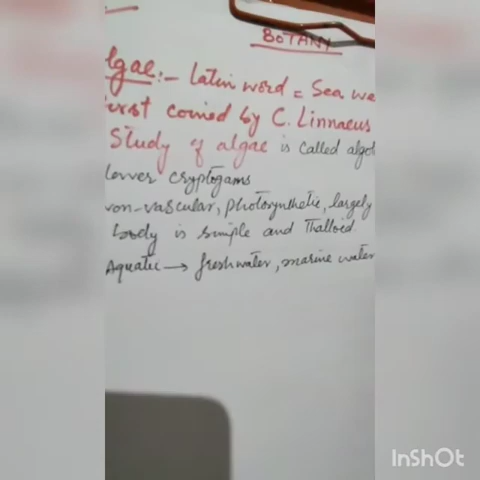 BOTANY
lgae:- Latin word = Sea we
irst coined by C. Linnaeus
Study of algae is called algol
lower cryptogams
non-vascular, photosynthetic, largely
body is simple and Thalloid.
Aquatic → freshwater, marine water
InShOt